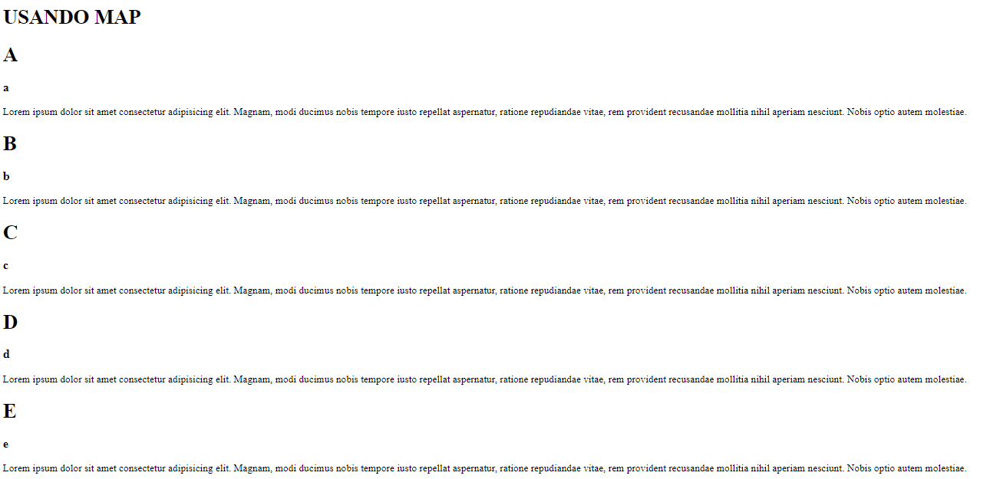 USANDO MAP
A
a
Lorem ipsum dolor sit amet consectetur adipisicing elit. Magnam, modi ducimus nobis tempore iusto repellat aspernatur, ratione repudiandae vitae, rem provident recusandae mollitia nihil aperiam nesciunt. Nobis optio autem molestiae.
B
b
Lorem ipsum dolor sit amet consectetur adipisicing elit. Magnam, modi ducimus nobis tempore iusto repellat aspernatur, ratione repudiandae vitae, rem provident recusandae mollitia nihil aperiam nesciunt. Nobis optio autem molestiae.
C
c
Lorem ipsum dolor sit amet consectetur adipisicing elit. Magnam, modi ducimus nobis tempore iusto repellat aspernatur, ratione repudiandae vitae, rem provident recusandae mollitia nihil aperiam nesciunt. Nobis optio autem molestiae.
D
d
Lorem ipsum dolor sit amet consectetur adipisicing elit. Magnam, modi ducimus nobis tempore iusto repellat aspernatur, ratione repudiandae vitae, rem provident recusandae mollitia nihil aperiam nesciunt. Nobis optio autem molestiae.
E
e
Lorem ipsum dolor sit amet consectetur adipisicing elit. Magnam, modi ducimus nobis tempore iusto repellat aspernatur, ratione repudiandae vitae, rem provident recusandae mollitia nihil aperiam nesciunt. Nobis optio autem molestiae.